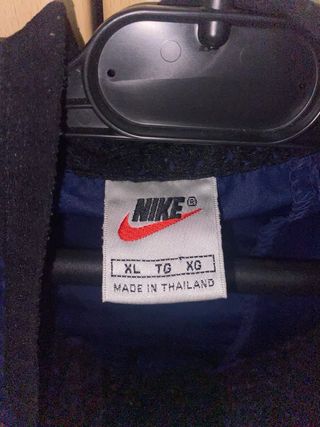 NIKE ®
XL TG XG
MADE IN THAILAND